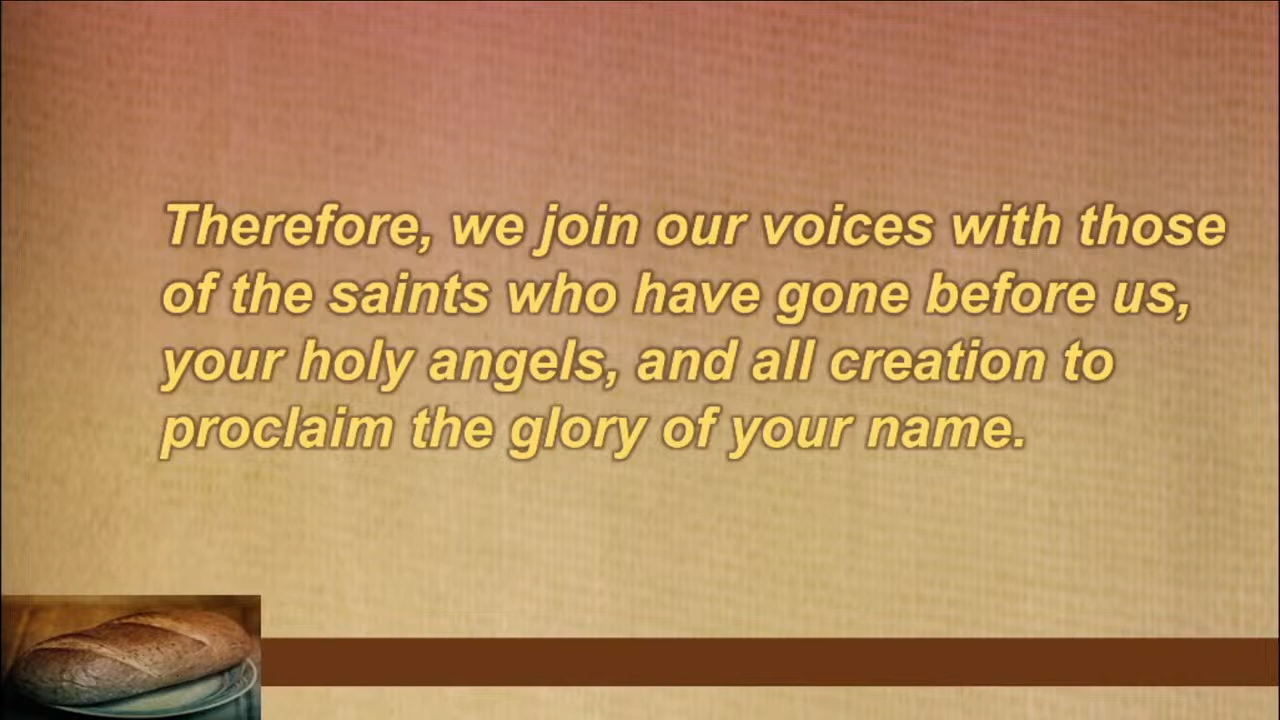 Therefore, we join our voices with those
of the saints who have gone before us,
your holy angels, and all creation to
proclaim the glory of your name.